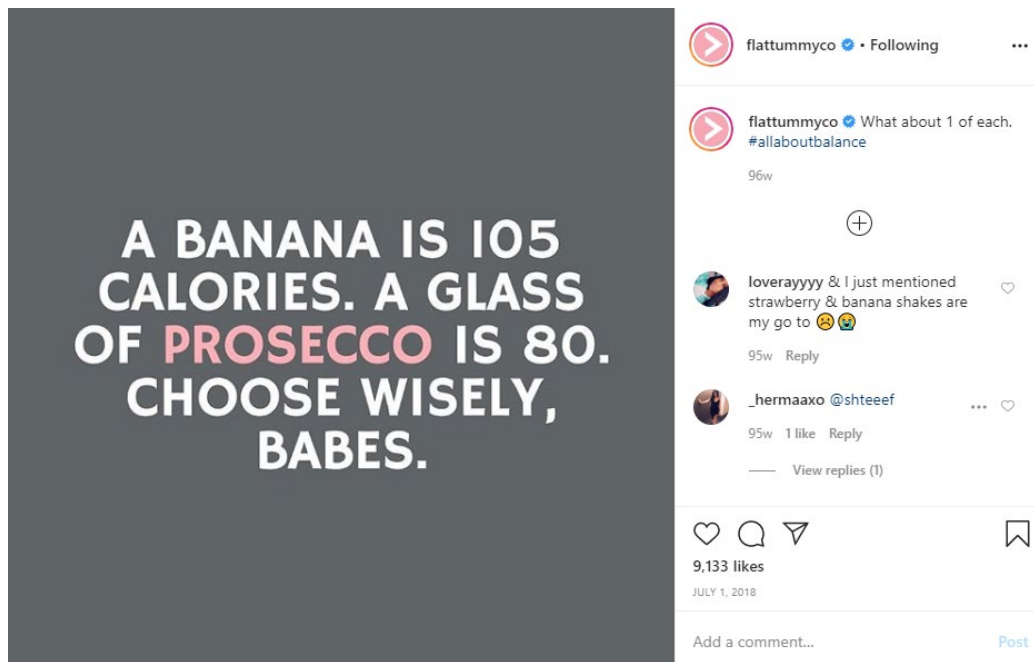 A BANANA IS 105
CALORIES. A GLASS
OF PROSECCO IS 80.
CHOOSE WISELY,
BABES.
flattummyco • Following
flattummyco What about 1 of each.
#allaboutbalance
96w
loverayyyy & I just mentioned
strawberry & banana shakes are
my go to ☹️😭
95w Reply
_hermaaxo @shteeef
95w 1 like Reply
View replies (1)
9,133 likes
JULY 1, 2018
Add a comment...
Post